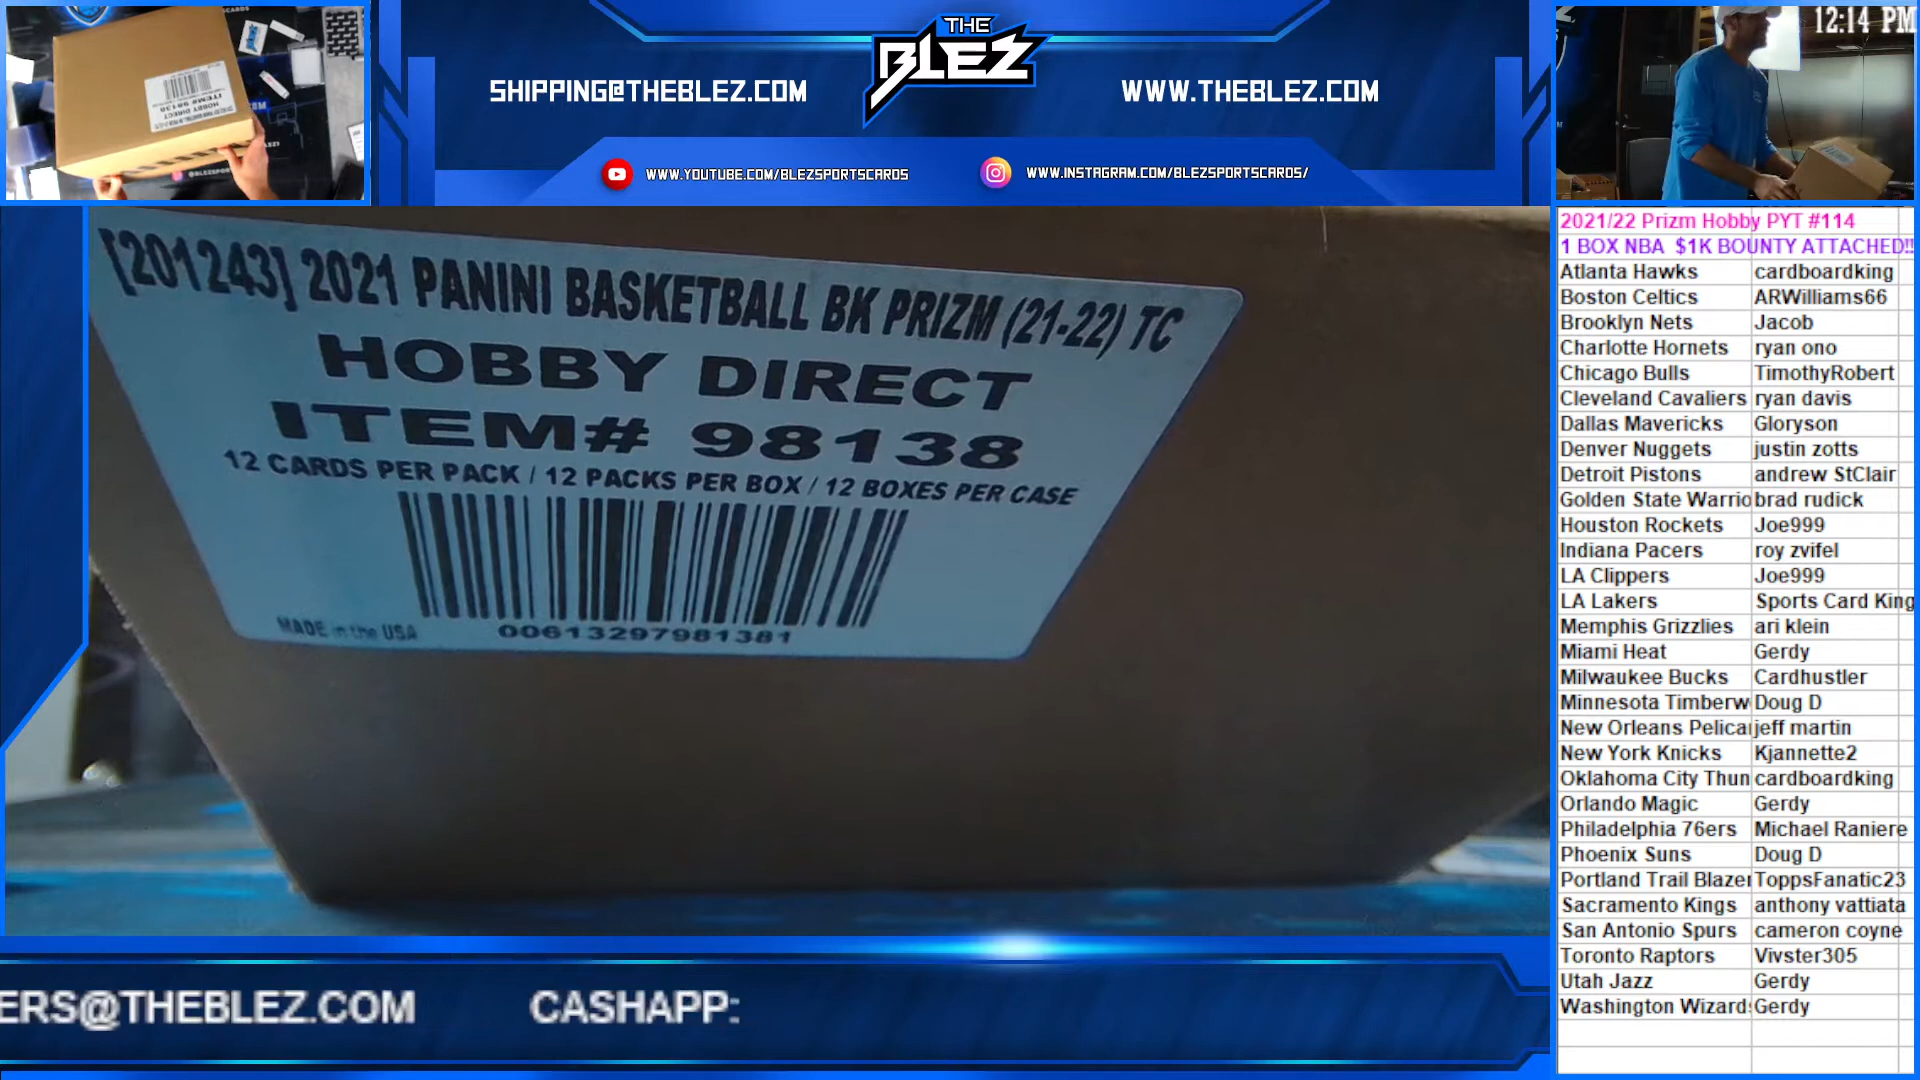 THE
BLEZ
SHIPPING@THEBLEZ.COM
WWW.THEBLEZ.COM
WWW.YOUTUBE.COM/BLEZSPORTSCARDS
WWW.INSTAGRAM.COM/BLEZSPORTSCARDS/
12:14 PM
ITEM# 98138
HOBBY DIRECT
[201243] 2021 PANINI BASKETBALL BK PRIZM (21-22) TC
HOBBY DIRECT
ITEM# 98138
12 CARDS PER PACK / 12 PACKS PER BOX / 12 BOXES PER CASE
MADE in the USA
00613297981381
2021/22 Prizm Hobby PYT #114
1 BOX NBA $1K BOUNTY ATTACHED!!
Atlanta Hawks cardboardking
Boston Celtics ARWilliams66
Brooklyn Nets Jacob
Charlotte Hornets ryan ono
Chicago Bulls TimothyRobert
Cleveland Cavaliers ryan davis
Dallas Mavericks Gloryson
Denver Nuggets justin zotts
Detroit Pistons andrew StClair
Golden State Warrio brad rudick
Houston Rockets Joe999
Indiana Pacers roy zvifel
LA Clippers Joe999
LA Lakers Sports Card King
Memphis Grizzlies ari klein
Miami Heat Gerdy
Milwaukee Bucks Cardhustler
Minnesota Timberw Doug D
New Orleans Pelica jeff martin
New York Knicks Kjannette2
Oklahoma City Thun cardboardking
Orlando Magic Gerdy
Philadelphia 76ers Michael Raniere
Phoenix Suns Doug D
Portland Trail Blazer ToppsFanatic23
Sacramento Kings anthony vattiata
San Antonio Spurs cameron coyne
Toronto Raptors Vivster305
Utah Jazz Gerdy
Washington Wizards Gerdy
ERS@THEBLEZ.COM CASHAPP: